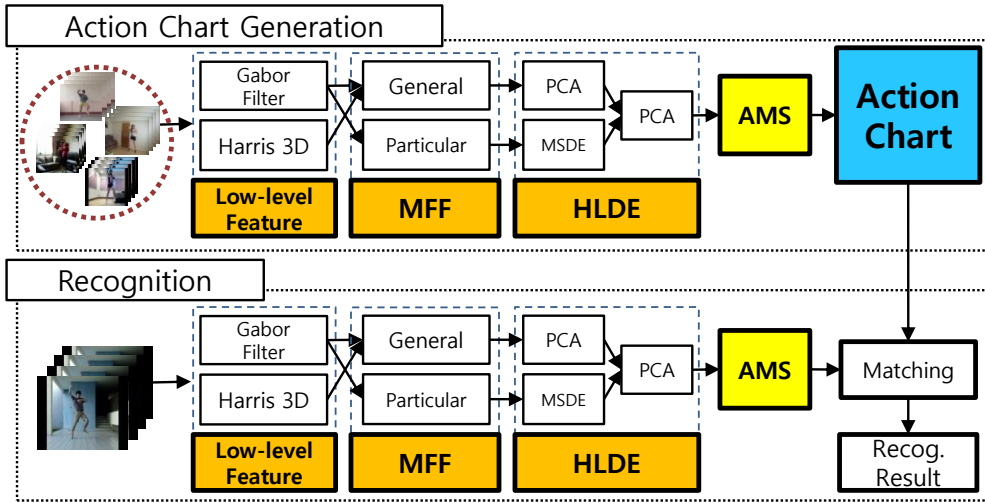 Action Chart Generation
Gabor
Filter
Harris 3D
Low-level
Feature
General
Particular
MFF
PCA
MSDE
PCA
HLDE
AMS
Action
Chart
Recognition
Gabor
Filter
Harris 3D
Low-level
Feature
General
Particular
MFF
PCA
MSDE
PCA
HLDE
AMS
Matching
Recog.
Result